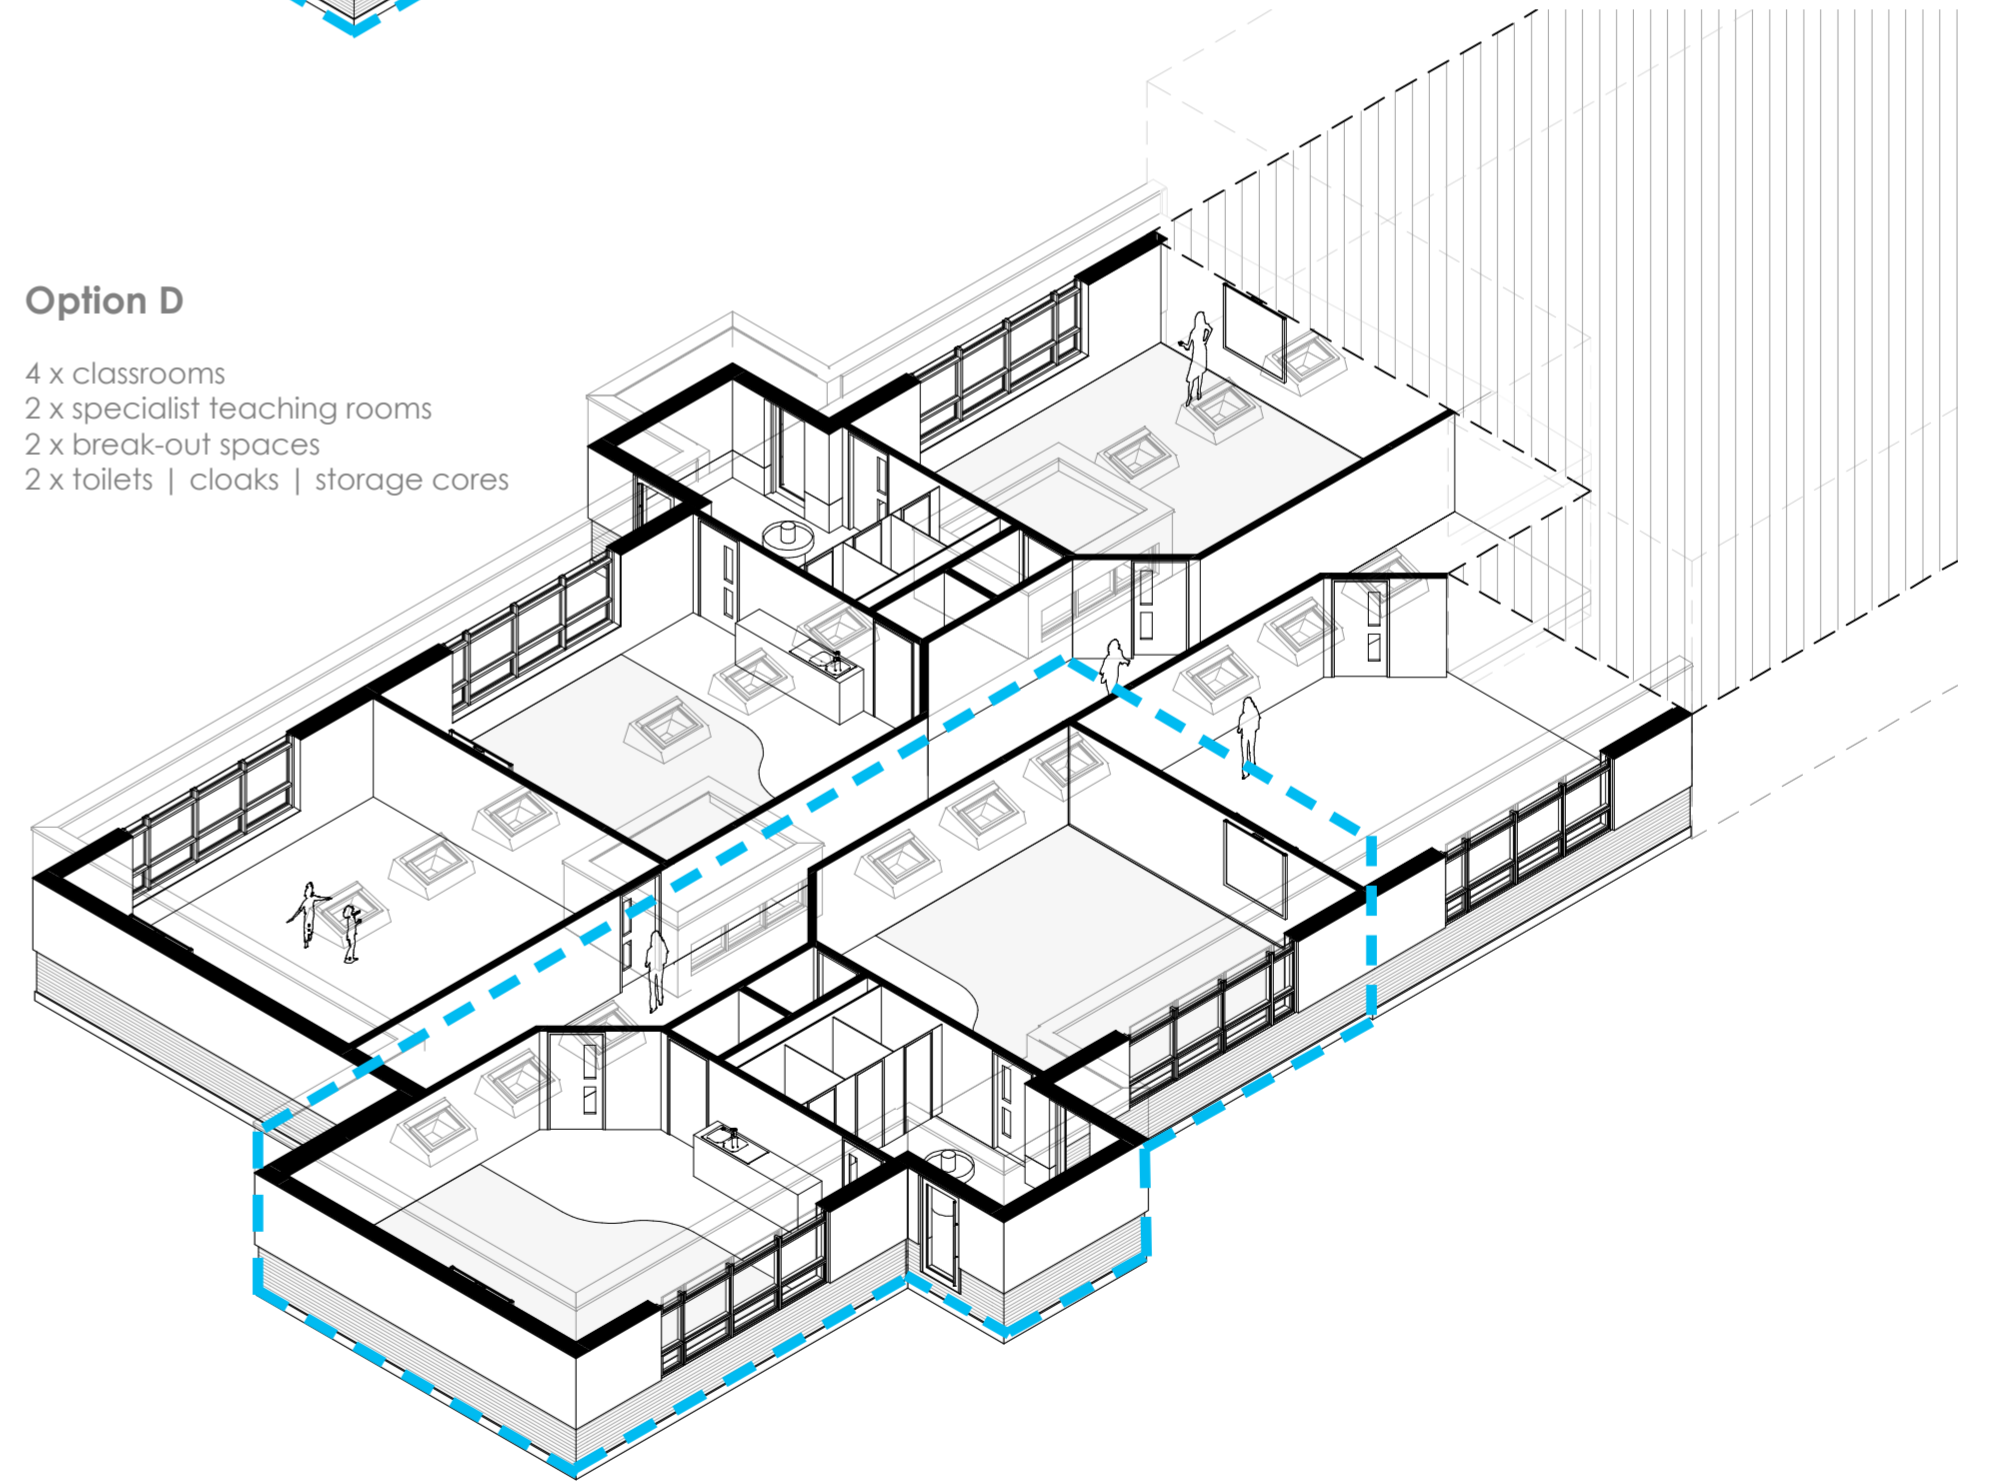 Option D
4 x classrooms
2 x specialist teaching rooms
2 x break-out spaces
2 x toilets | cloaks | storage cores